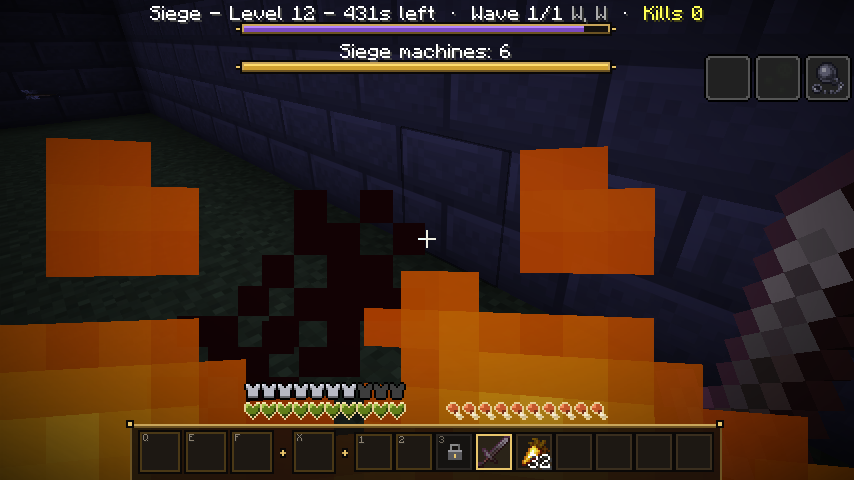 Siege - Level 12 - 431s left · Wave 1/1 W, W · Kills 0
Siege machines: 6
Q E F X 1 2 3
32